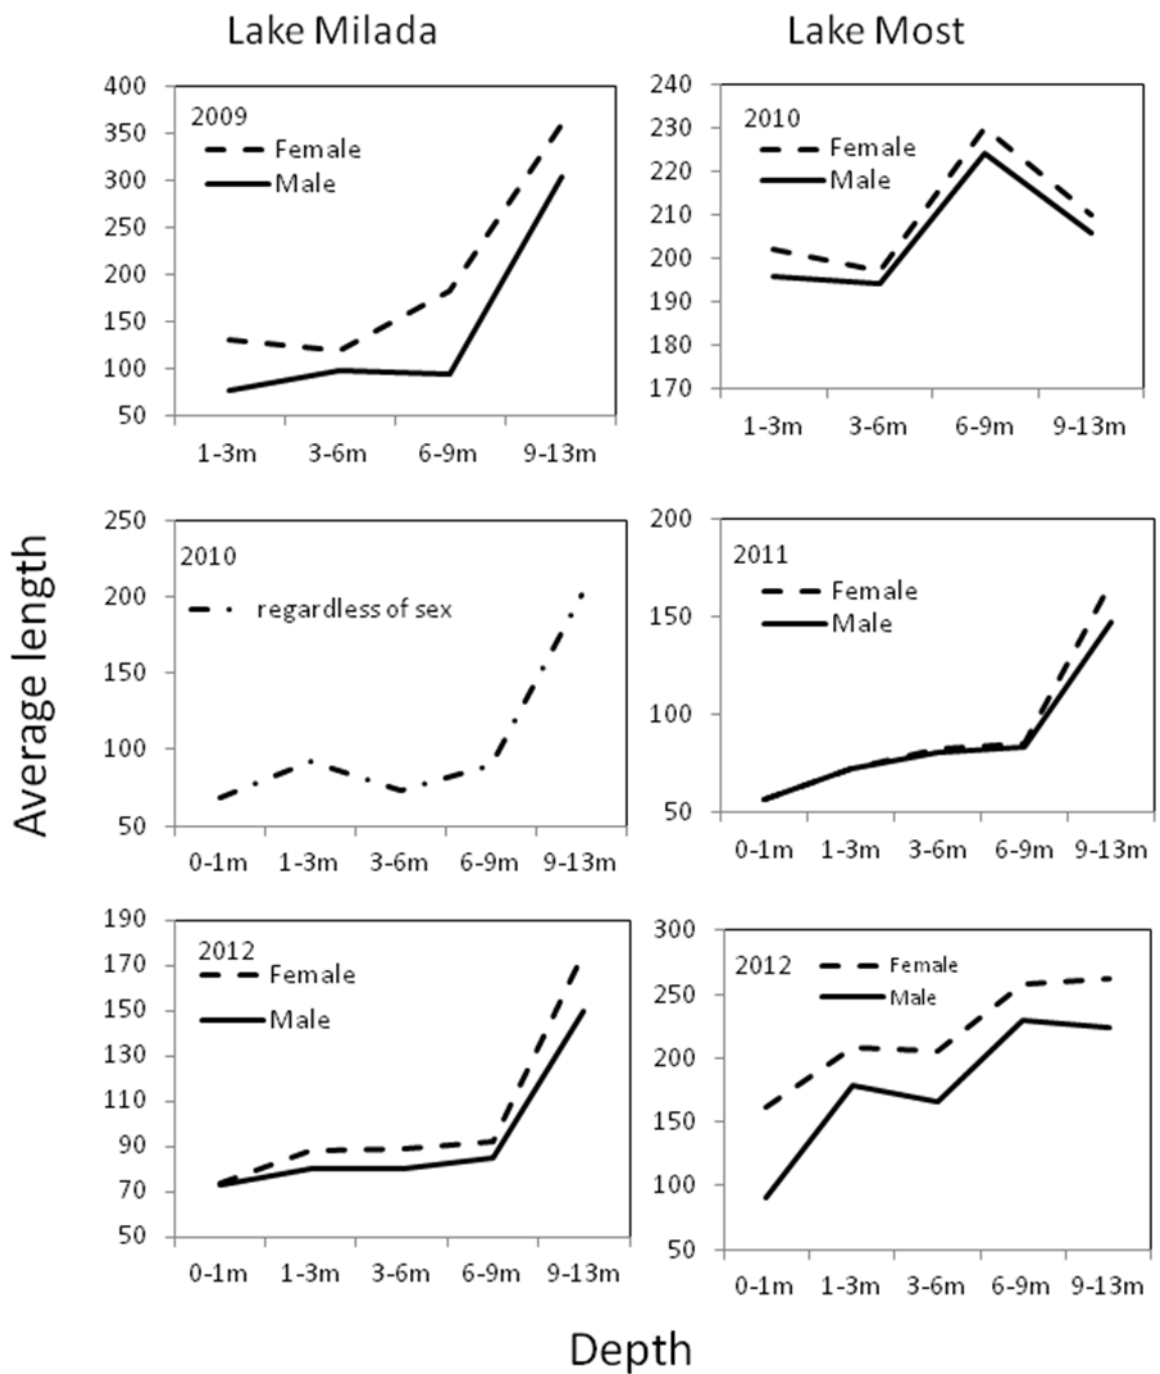 Lake Milada
Lake Most
Average length
400
350
300
250
200
150
100
50
2009
Female
Male
1-3m 3-6m 6-9m 9-13m
240
230
220
210
200
190
180
170
2010
Female
Male
1-3m 3-6m 6-9m 9-13m
250
200
150
100
50
2010
regardless of sex
0-1m 1-3m 3-6m 6-9m 9-13m
200
150
100
50
2011
Female
Male
0-1m 1-3m 3-6m 6-9m 9-13m
190
170
150
130
110
90
70
50
2012
Female
Male
0-1m 1-3m 3-6m 6-9m 9-13m
300
250
200
150
100
50
2012
Female
Male
0-1m 1-3m 3-6m 6-9m 9-13m
Depth